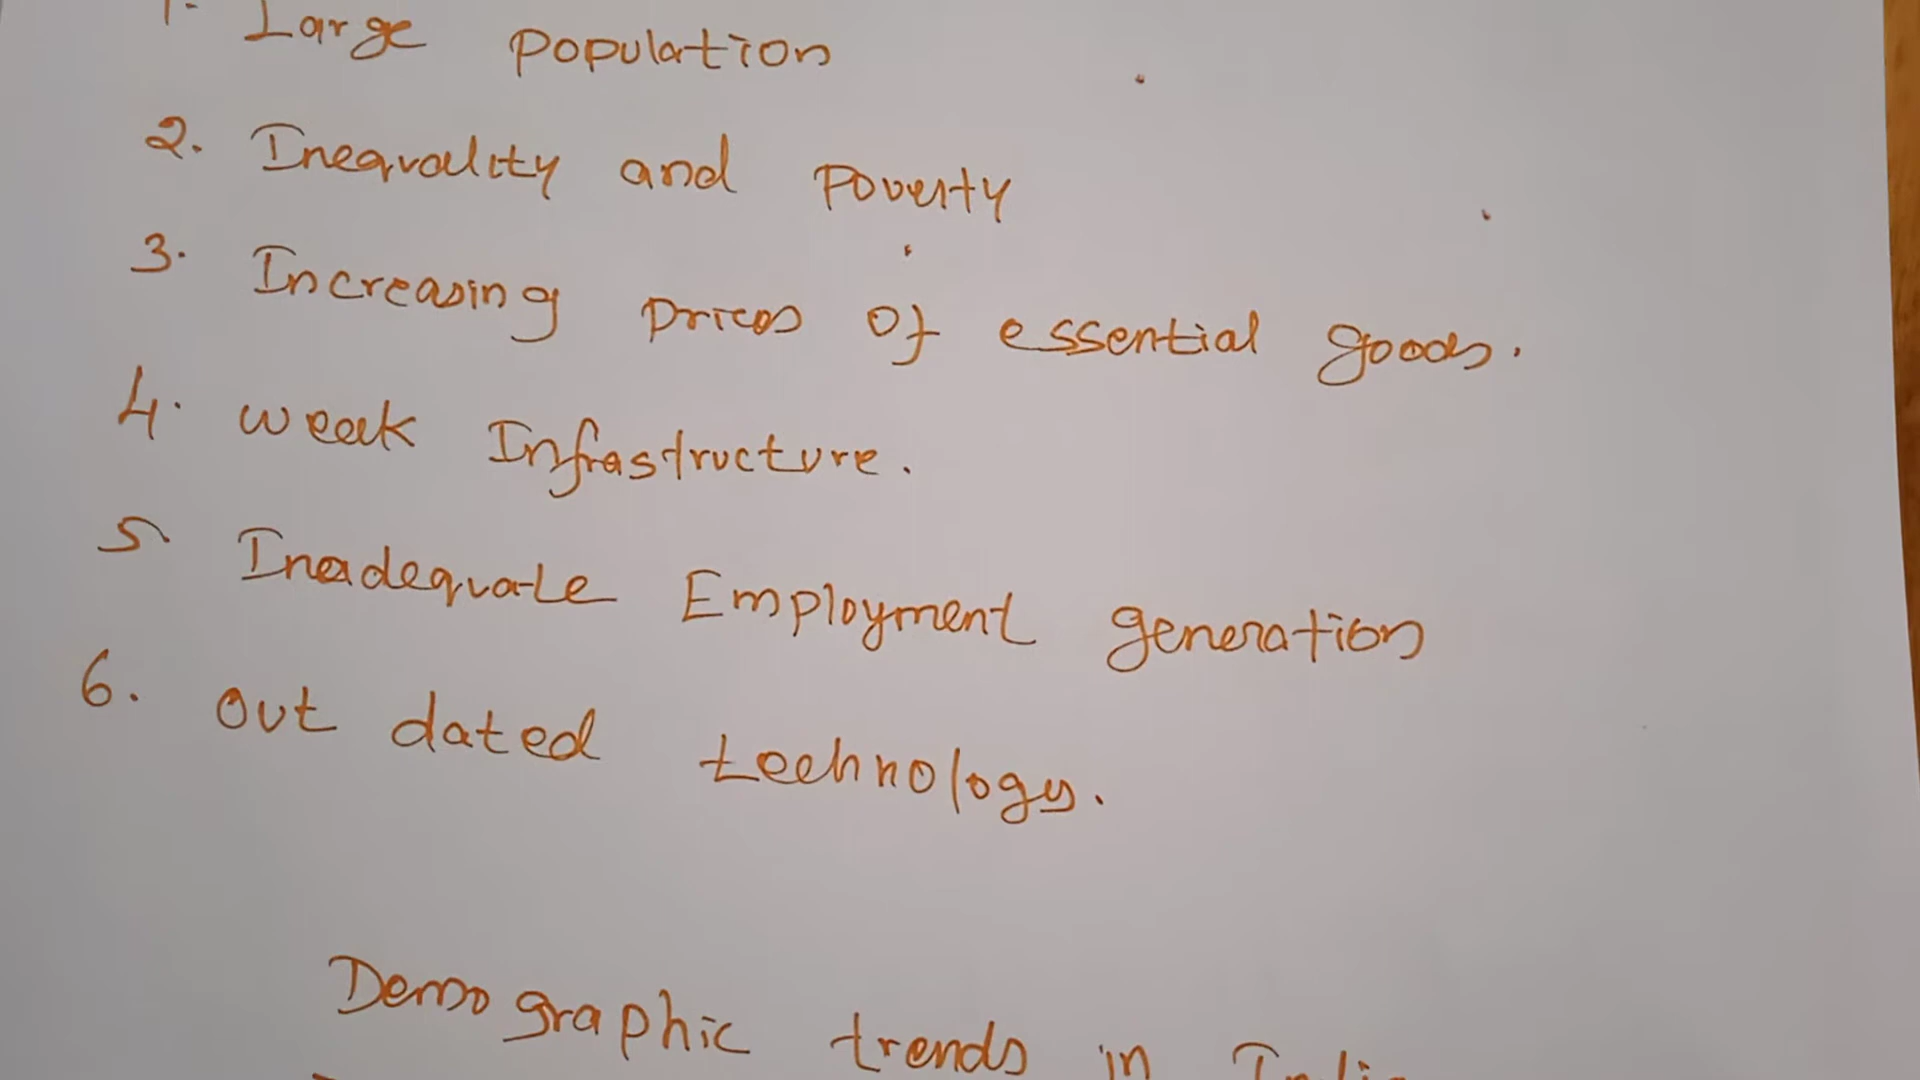 1. Large population
2. Inequality and Poverty
3. Increasing prices of essential goods.
4. weak Infrastructure.
5. Inadequate Employment generation
6. out dated technology.
Demographic trends in